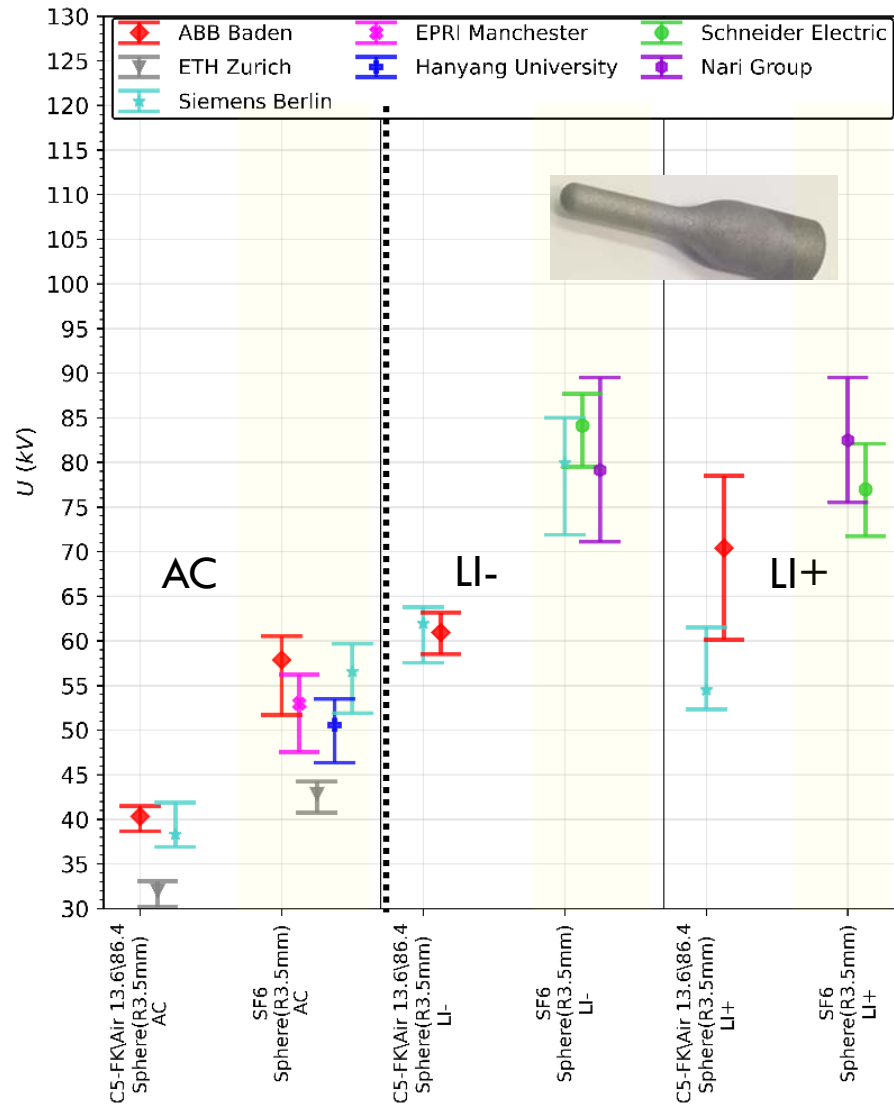 130
125
120
115
110
105
100
95
90
85
80
75
70
65
60
55
50
45
40
35
30
U (kV)
ABB Baden
ETH Zurich
Siemens Berlin
EPRI Manchester
Hanyang University
Schneider Electric
Nari Group
AC
LI-
LI+
C5-FK\Air 13.6\86.4
Sphere(R3.5mm)
AC
SF6
Sphere(R3.5mm)
AC
C5-FK\Air 13.6\86.4
Sphere(R3.5mm)
LI-
SF6
Sphere(R3.5mm)
LI-
C5-FK\Air 13.6\86.4
Sphere(R3.5mm)
LI+
SF6
Sphere(R3.5mm)
LI+